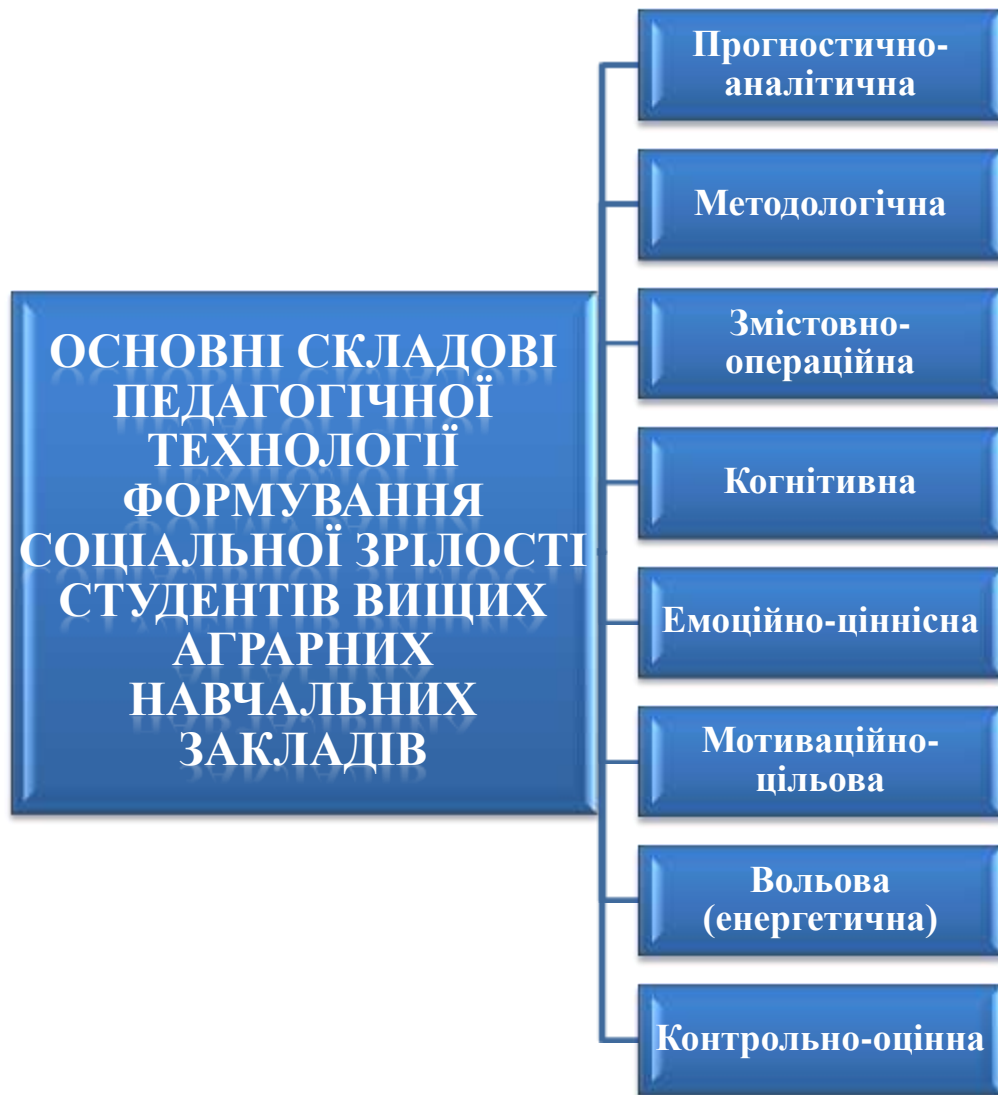 ОСНОВНІ СКЛАДОВІ
ПЕДАГОГІЧНОЇ
ТЕХНОЛОГІЇ
ФОРМУВАННЯ
СОЦІАЛЬНОЇ ЗРІЛОСТІ
СТУДЕНТІВ ВИЩИХ
АГРАРНИХ
НАВЧАЛЬНИХ
ЗАКЛАДІВ
Прогностично-
аналітична
Методологічна
Змістовно-
операційна
Когнітивна
Емоційно-ціннісна
Мотиваційно-
цільова
Вольова
(енергетична)
Контрольно-оцінна